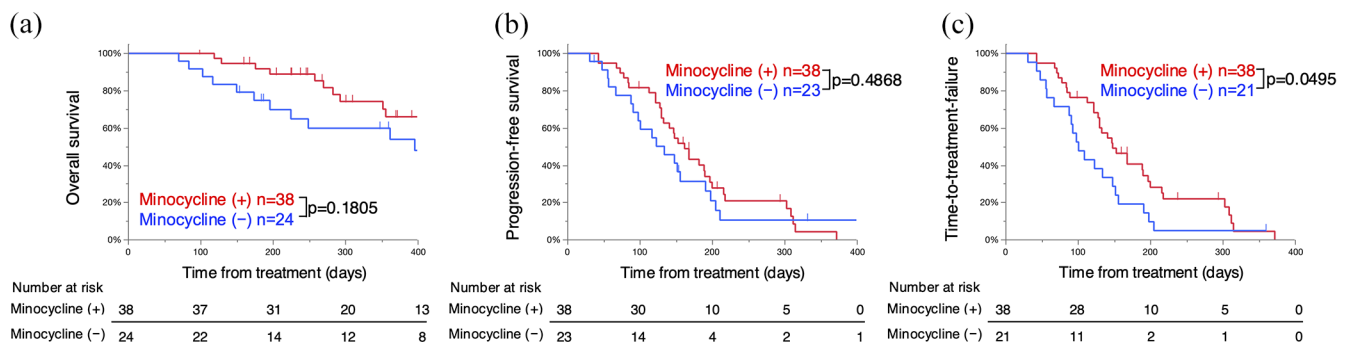 (a)
Overall survival
100%
80%
60%
40%
20%
0%
Minocycline (+) n=38
Minocycline (−) n=24
p=0.1805
0 100 200 300 400
Time from treatment (days)
Number at risk
Minocycline (+) 38 37 31 20 13
Minocycline (−) 24 22 14 12 8
(b)
Progression-free survival
100%
80%
60%
40%
20%
0%
Minocycline (+) n=38
Minocycline (−) n=23
p=0.4868
0 100 200 300 400
Time from treatment (days)
Number at risk
Minocycline (+) 38 30 10 5 0
Minocycline (−) 23 14 4 2 1
(c)
Time-to-treatment-failure
100%
80%
60%
40%
20%
0%
Minocycline (+) n=38
Minocycline (−) n=21
p=0.0495
0 100 200 300 400
Time from treatment (days)
Number at risk
Minocycline (+) 38 28 10 5 0
Minocycline (−) 21 11 2 1 0